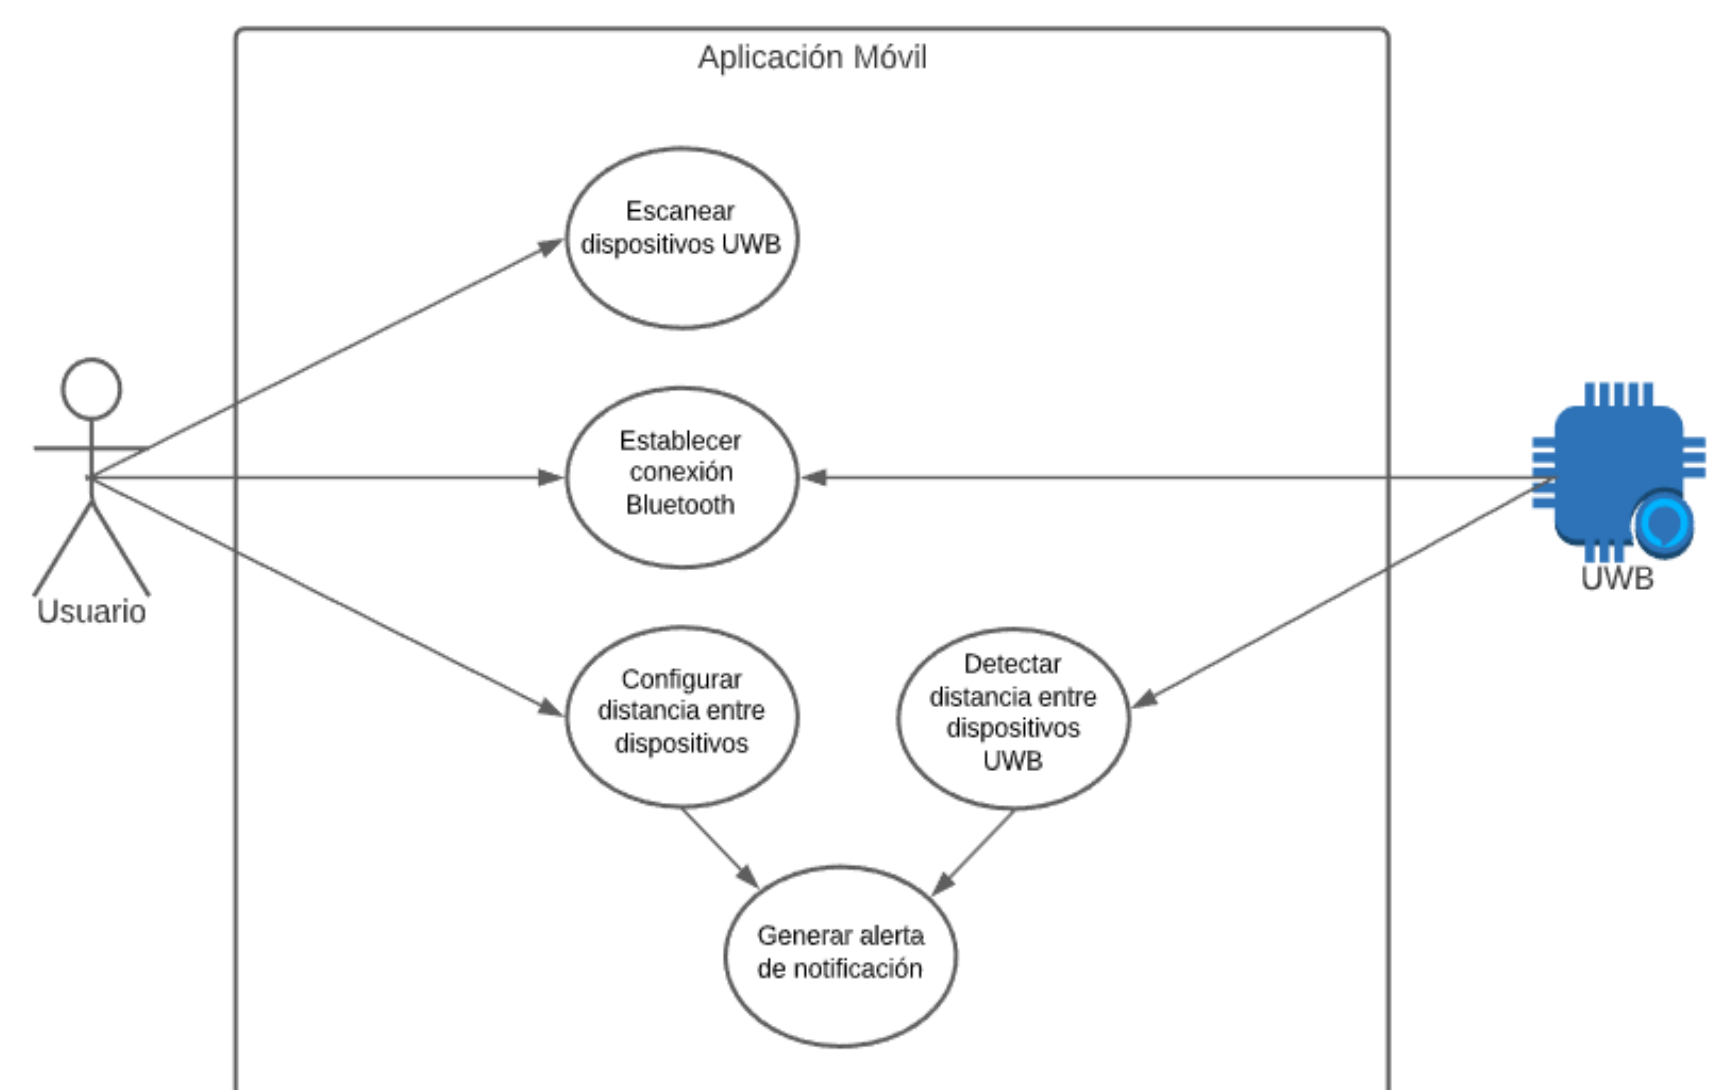 Aplicación Móvil
Escanear
dispositivos UWB
Establecer
conexión
Bluetooth
Usuario
UWB
Configurar
distancia entre
dispositivos
Detectar
distancia entre
dispositivos
UWB
Generar alerta
de notificación